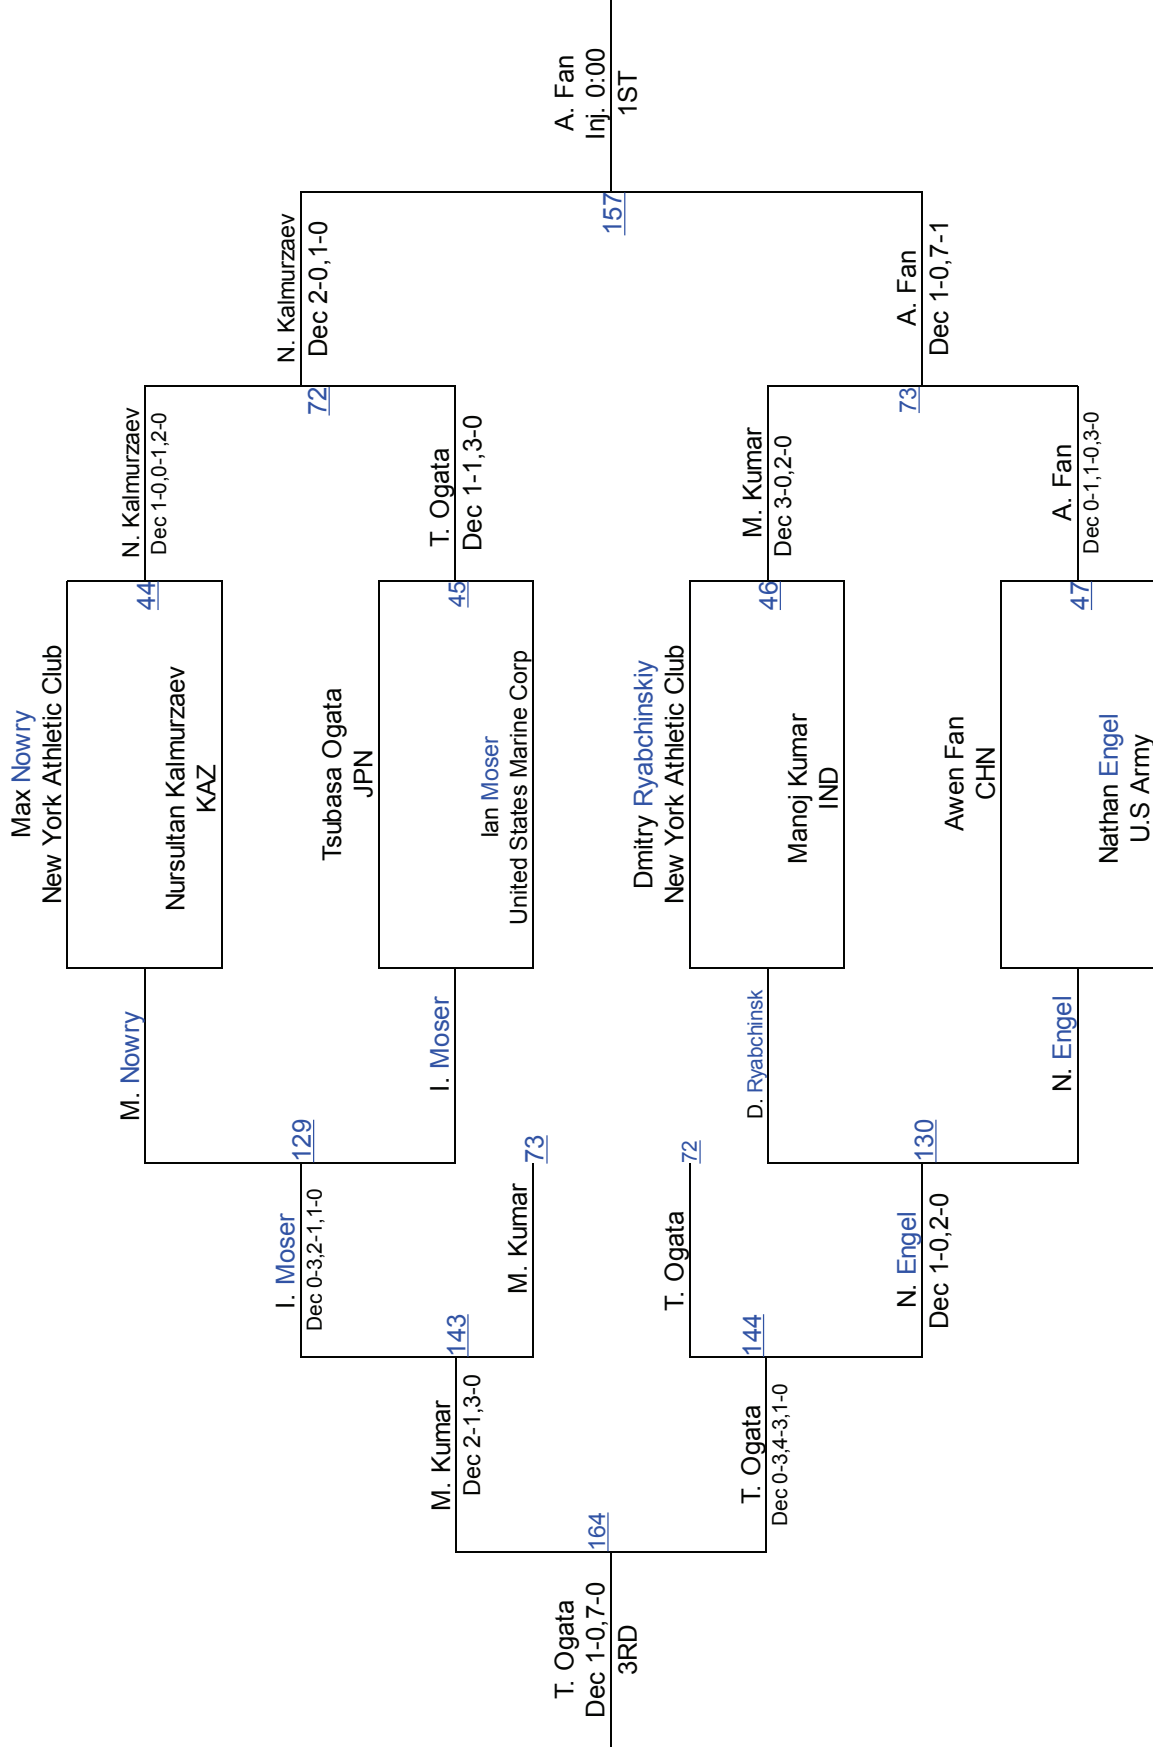 Max Nowry
New York Athletic Club
44
Nursultan Kalmurzaev
KAZ
Tsubasa Ogata
JPN
45
Ian Moser
United States Marine Corp
Dmitry Ryabchinskiy
New York Athletic Club
46
Manoj Kumar
IND
Awen Fan
CHN
47
Nathan Engel
U.S Army
N. Kalmurzaev
Dec 1-0,0-1,2-0
72
T. Ogata
Dec 1-1,3-0
M. Kumar
Dec 3-0,2-0
73
A. Fan
Dec 0-1,1-0,3-0
N. Kalmurzaev
Dec 2-0,1-0
157
A. Fan
Dec 1-0,7-1
A. Fan
Inj. 0:00
1ST
M. Nowry
129
I. Moser
D. Ryabchinsk
130
N. Engel
I. Moser
Dec 0-3,2-1,1-0
143
M. Kumar
73
T. Ogata
72
144
N. Engel
Dec 1-0,2-0
M. Kumar
Dec 2-1,3-0
164
T. Ogata
Dec 0-3,4-3,1-0
T. Ogata
Dec 1-0,7-0
3RD